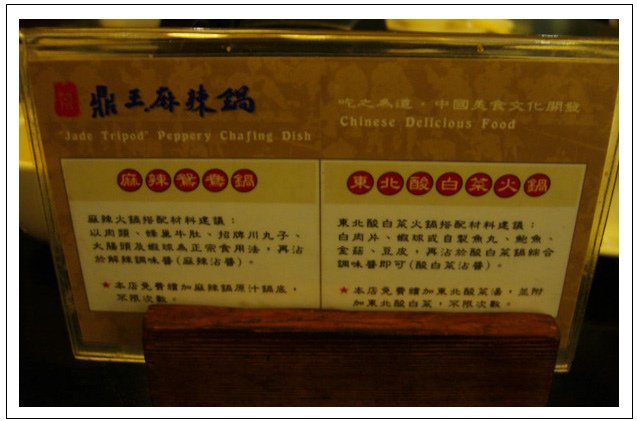 鼎王麻辣鍋
"Jade Tripod" Peppery Chafing Dish
吃之為道，中國美食文化開啟
Chinese Delicious Food
麻辣鴛鴦鍋
麻辣火鍋搭配材料建議：
以肉類、蜂巢牛肚、招牌川丸子、
大腸頭及蝦球為正宗食用法，再沾
於解辣調味醬(麻辣沾醬)。
★本店免費續加麻辣鍋原汁鍋底，
不限次數。
東北酸白菜火鍋
東北酸白菜火鍋搭配材料建議：
白肉片、蝦球或自製魚丸、鮑魚、
金菇、豆皮，再沾於酸白菜鍋綜合
調味醬即可(酸白菜沾醬)。
★本店免費續加東北酸白菜湯，並附
加東北酸白菜，不限次數。